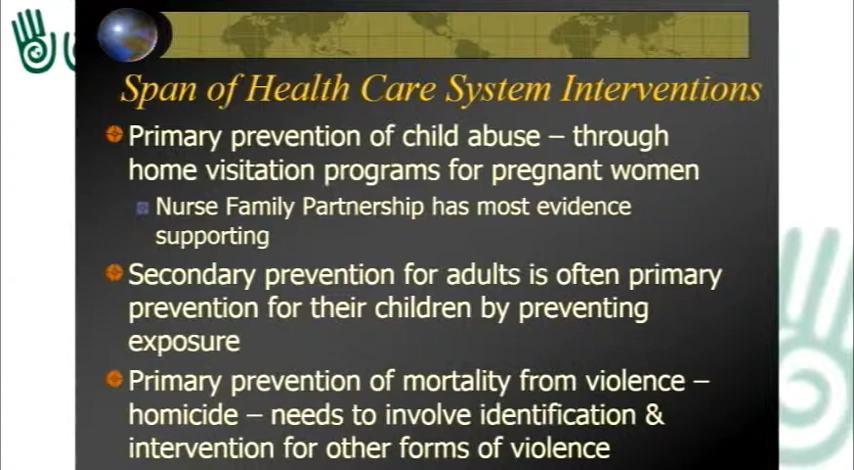 Span of Health Care System Interventions
Primary prevention of child abuse – through
home visitation programs for pregnant women
Nurse Family Partnership has most evidence
supporting
Secondary prevention for adults is often primary
prevention for their children by preventing
exposure
Primary prevention of mortality from violence –
homicide – needs to involve identification &
intervention for other forms of violence